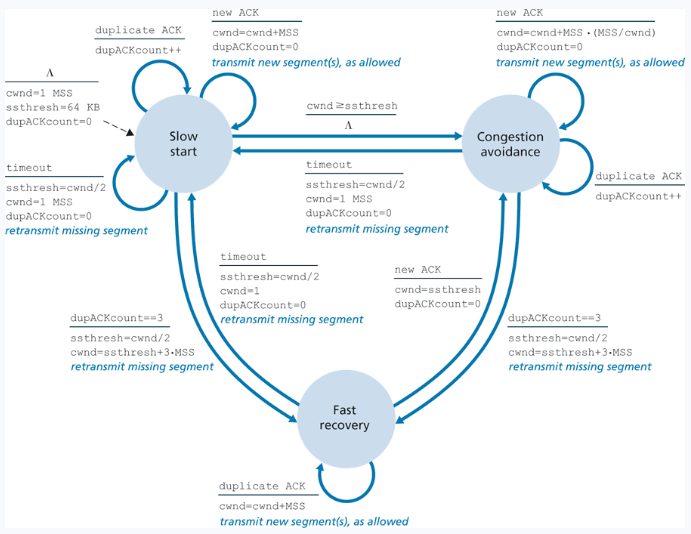 duplicate ACK
dupACKcount++
new ACK
cwnd=cwnd+MSS
dupACKcount=0
transmit new segment(s), as allowed
new ACK
cwnd=cwnd+MSS·(MSS/cwnd)
dupACKcount=0
transmit new segment(s), as allowed
Λ
cwnd=1 MSS
ssthresh=64 KB
dupACKcount=0
cwnd≥ssthresh
Λ
Slow
start
Congestion
avoidance
timeout
ssthresh=cwnd/2
cwnd=1 MSS
dupACKcount=0
retransmit missing segment
timeout
ssthresh=cwnd/2
cwnd=1 MSS
dupACKcount=0
retransmit missing segment
duplicate ACK
dupACKcount++
timeout
ssthresh=cwnd/2
cwnd=1
dupACKcount=0
retransmit missing segment
new ACK
cwnd=ssthresh
dupACKcount=0
dupACKcount==3
ssthresh=cwnd/2
cwnd=ssthresh+3·MSS
retransmit missing segment
dupACKcount==3
ssthresh=cwnd/2
cwnd=ssthresh+3·MSS
retransmit missing segment
Fast
recovery
duplicate ACK
cwnd=cwnd+MSS
transmit new segment(s), as allowed